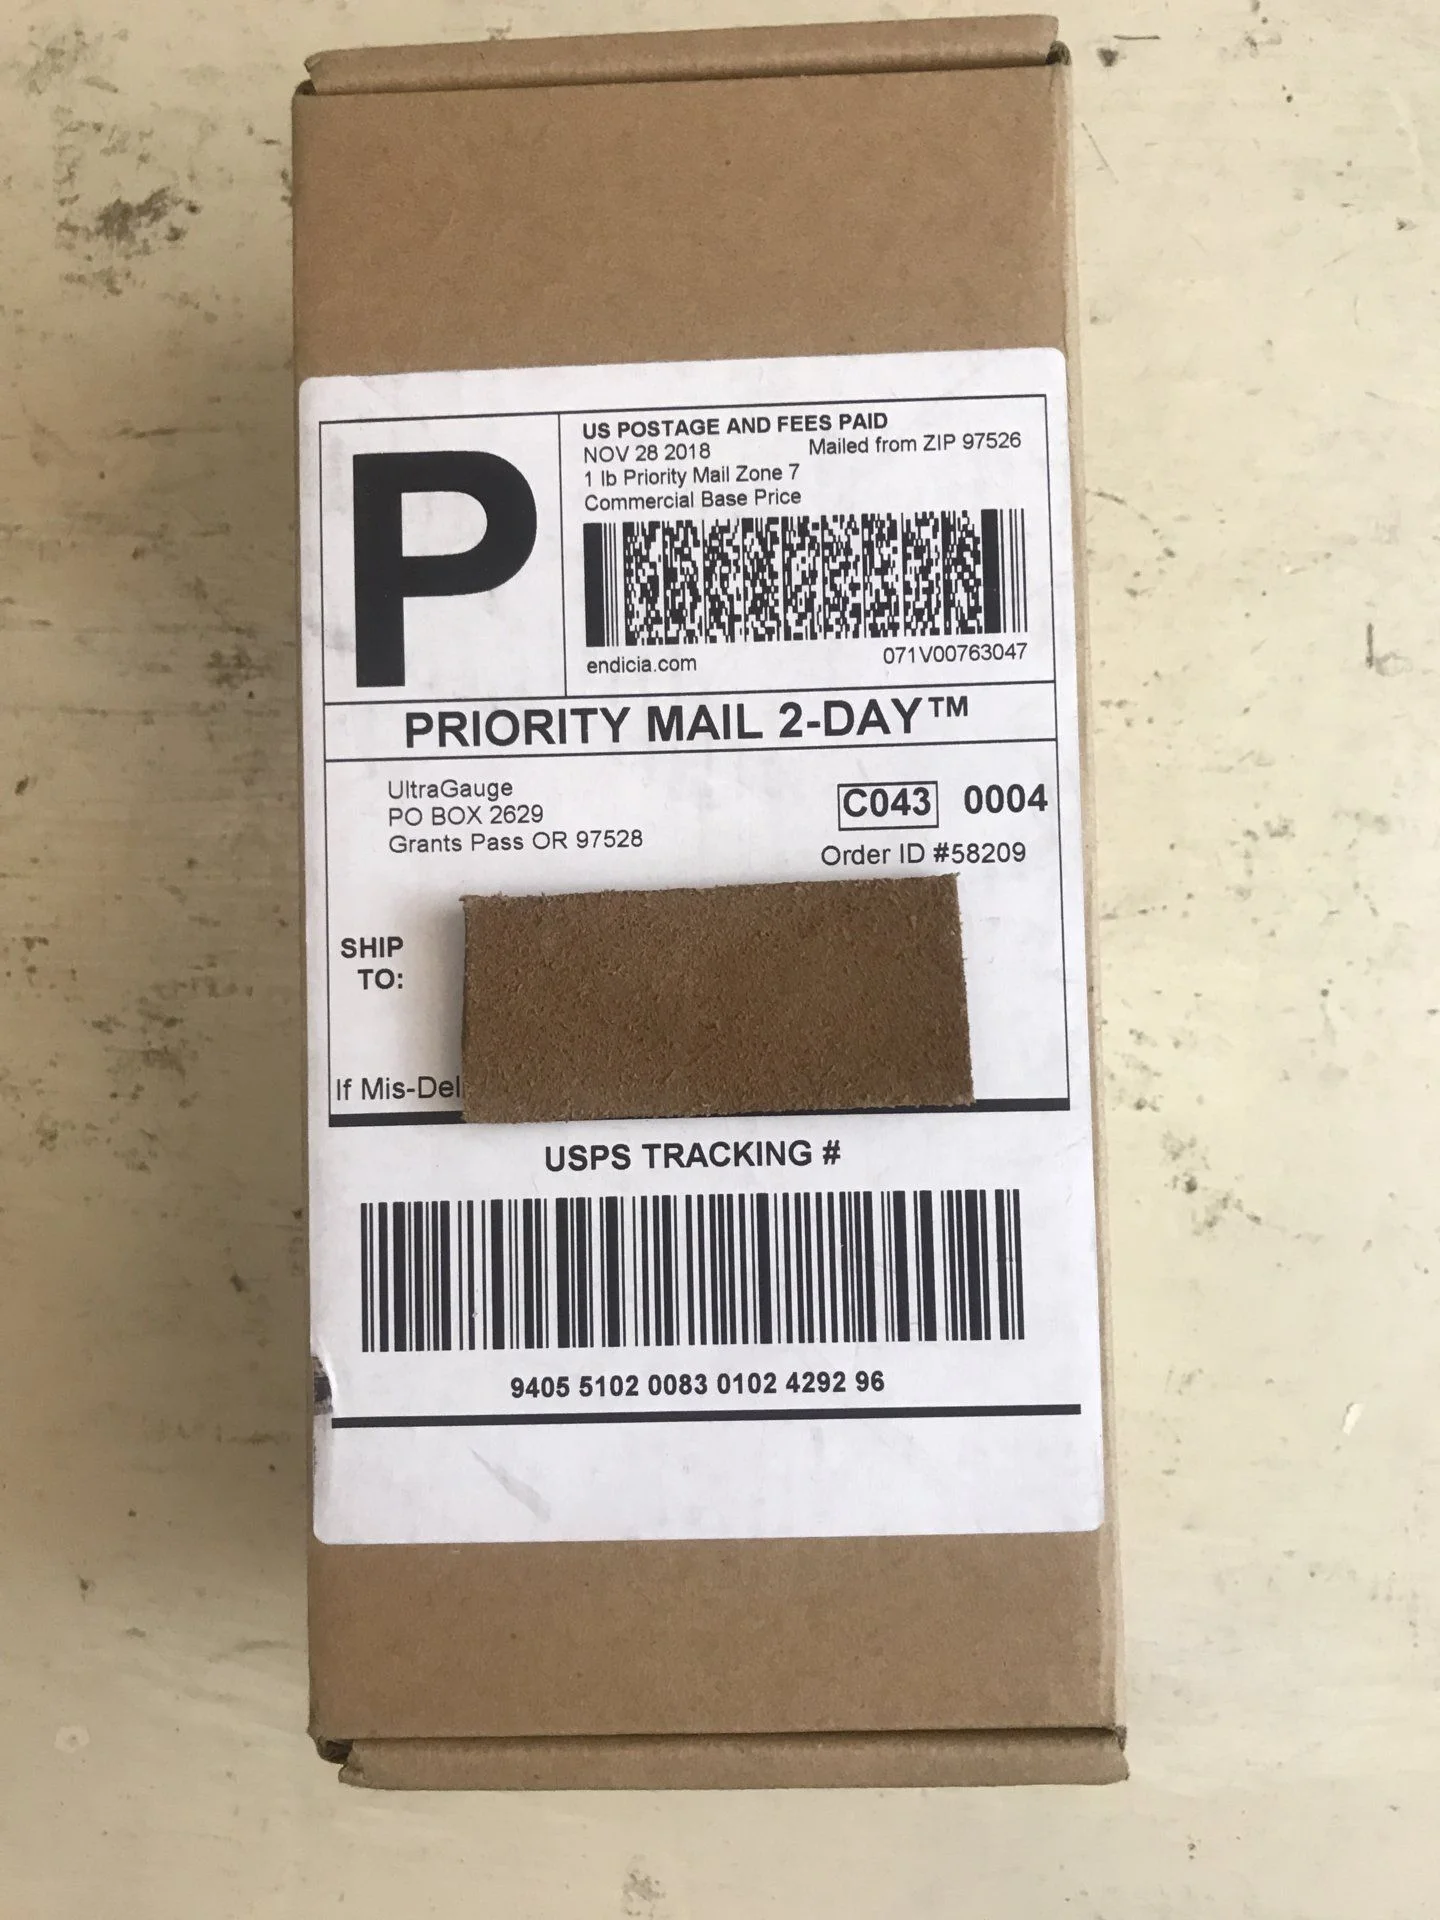 P
US POSTAGE AND FEES PAID
NOV 28 2018 Mailed from ZIP 97526
1 lb Priority Mail Zone 7
Commercial Base Price
endicia.com 071V00763047
PRIORITY MAIL 2-DAY™
UltraGauge
PO BOX 2629
Grants Pass OR 97528
C043 0004
Order ID #58209
SHIP
TO:
If Mis-Del
USPS TRACKING #
9405 5102 0083 0102 4292 96